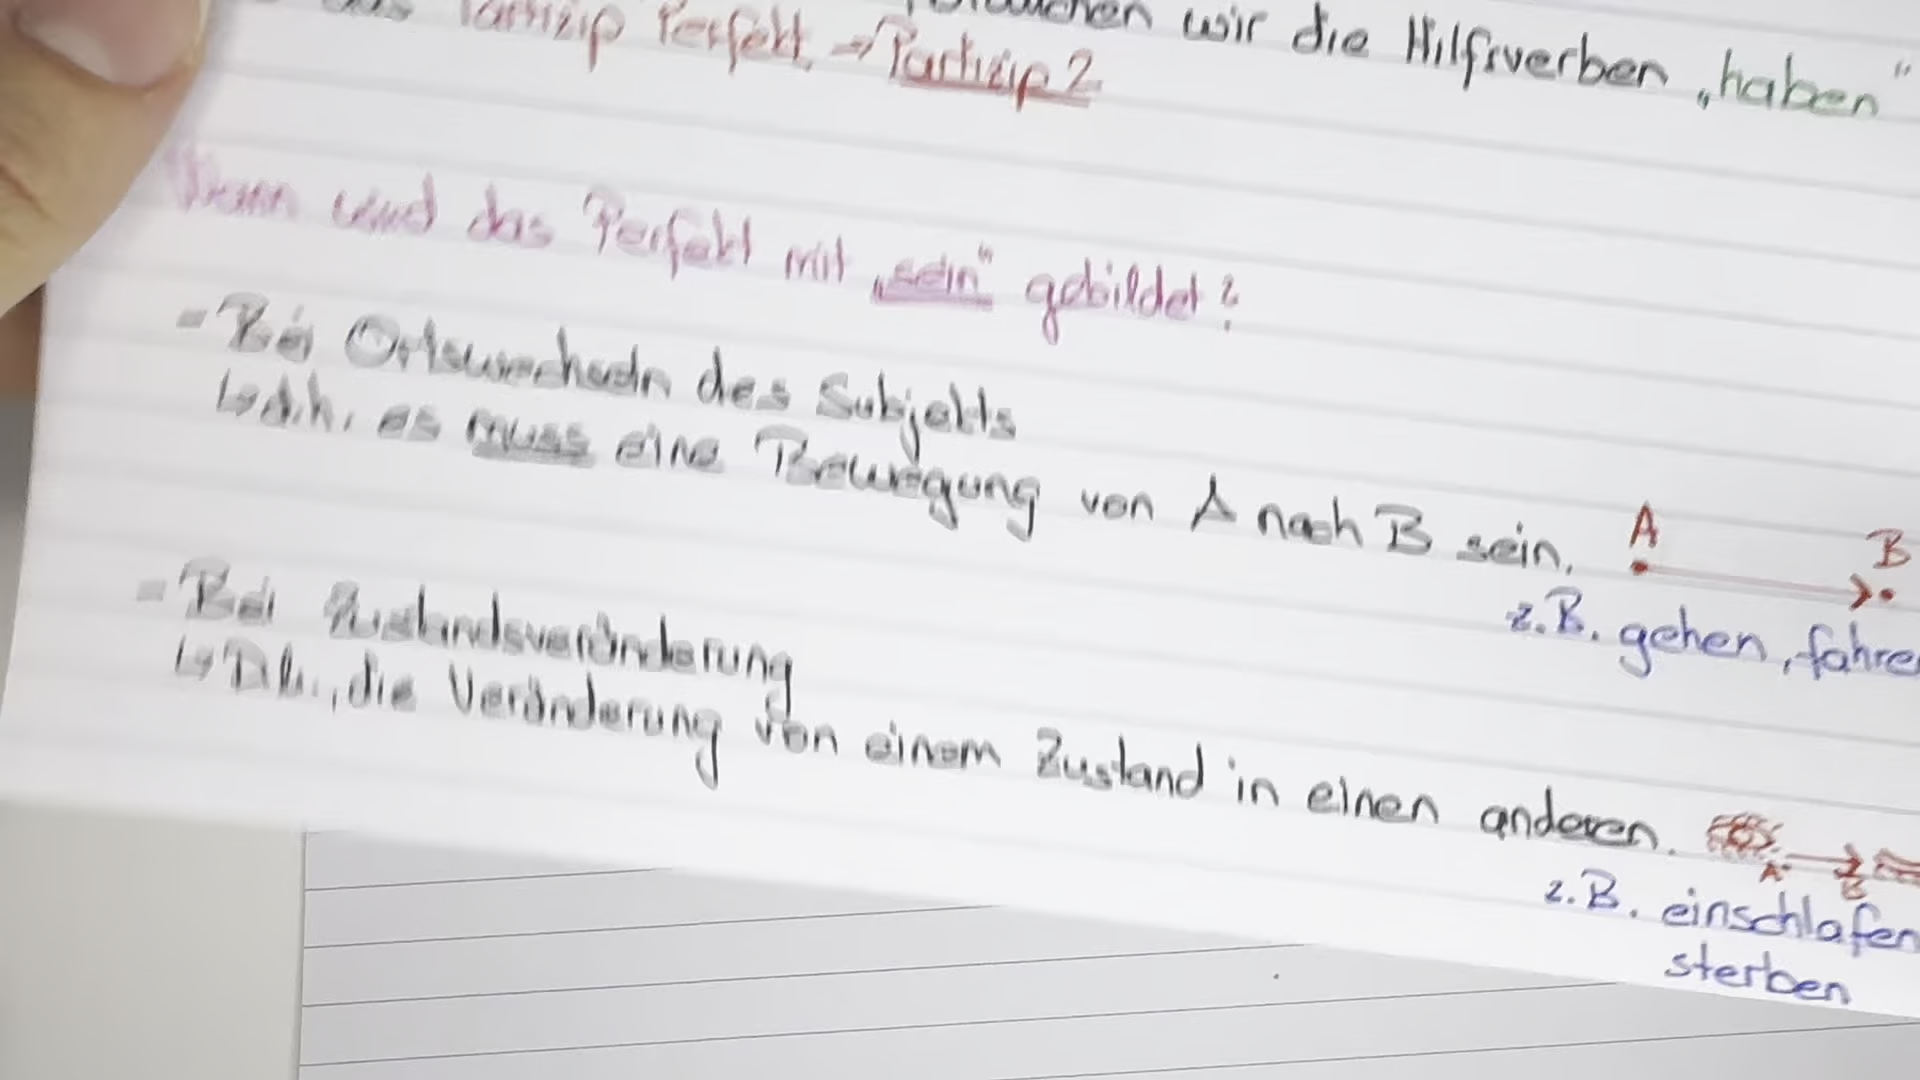 wir die Hilfsverben „haben“
das Partizip Perfekt. → Partizip 2
Wann wird das Perfekt mit „sein“ gebildet?
- Bei Ortswechseln des Subjekts
↳ d.h. es muss eine Bewegung von A nach B sein.
A B
z.B. gehen, fahre
- Bei Zustandsveränderung
↳ D.h., die Veränderung von einem Zustand in einen anderen.
A → B
z.B. einschlafen
sterben